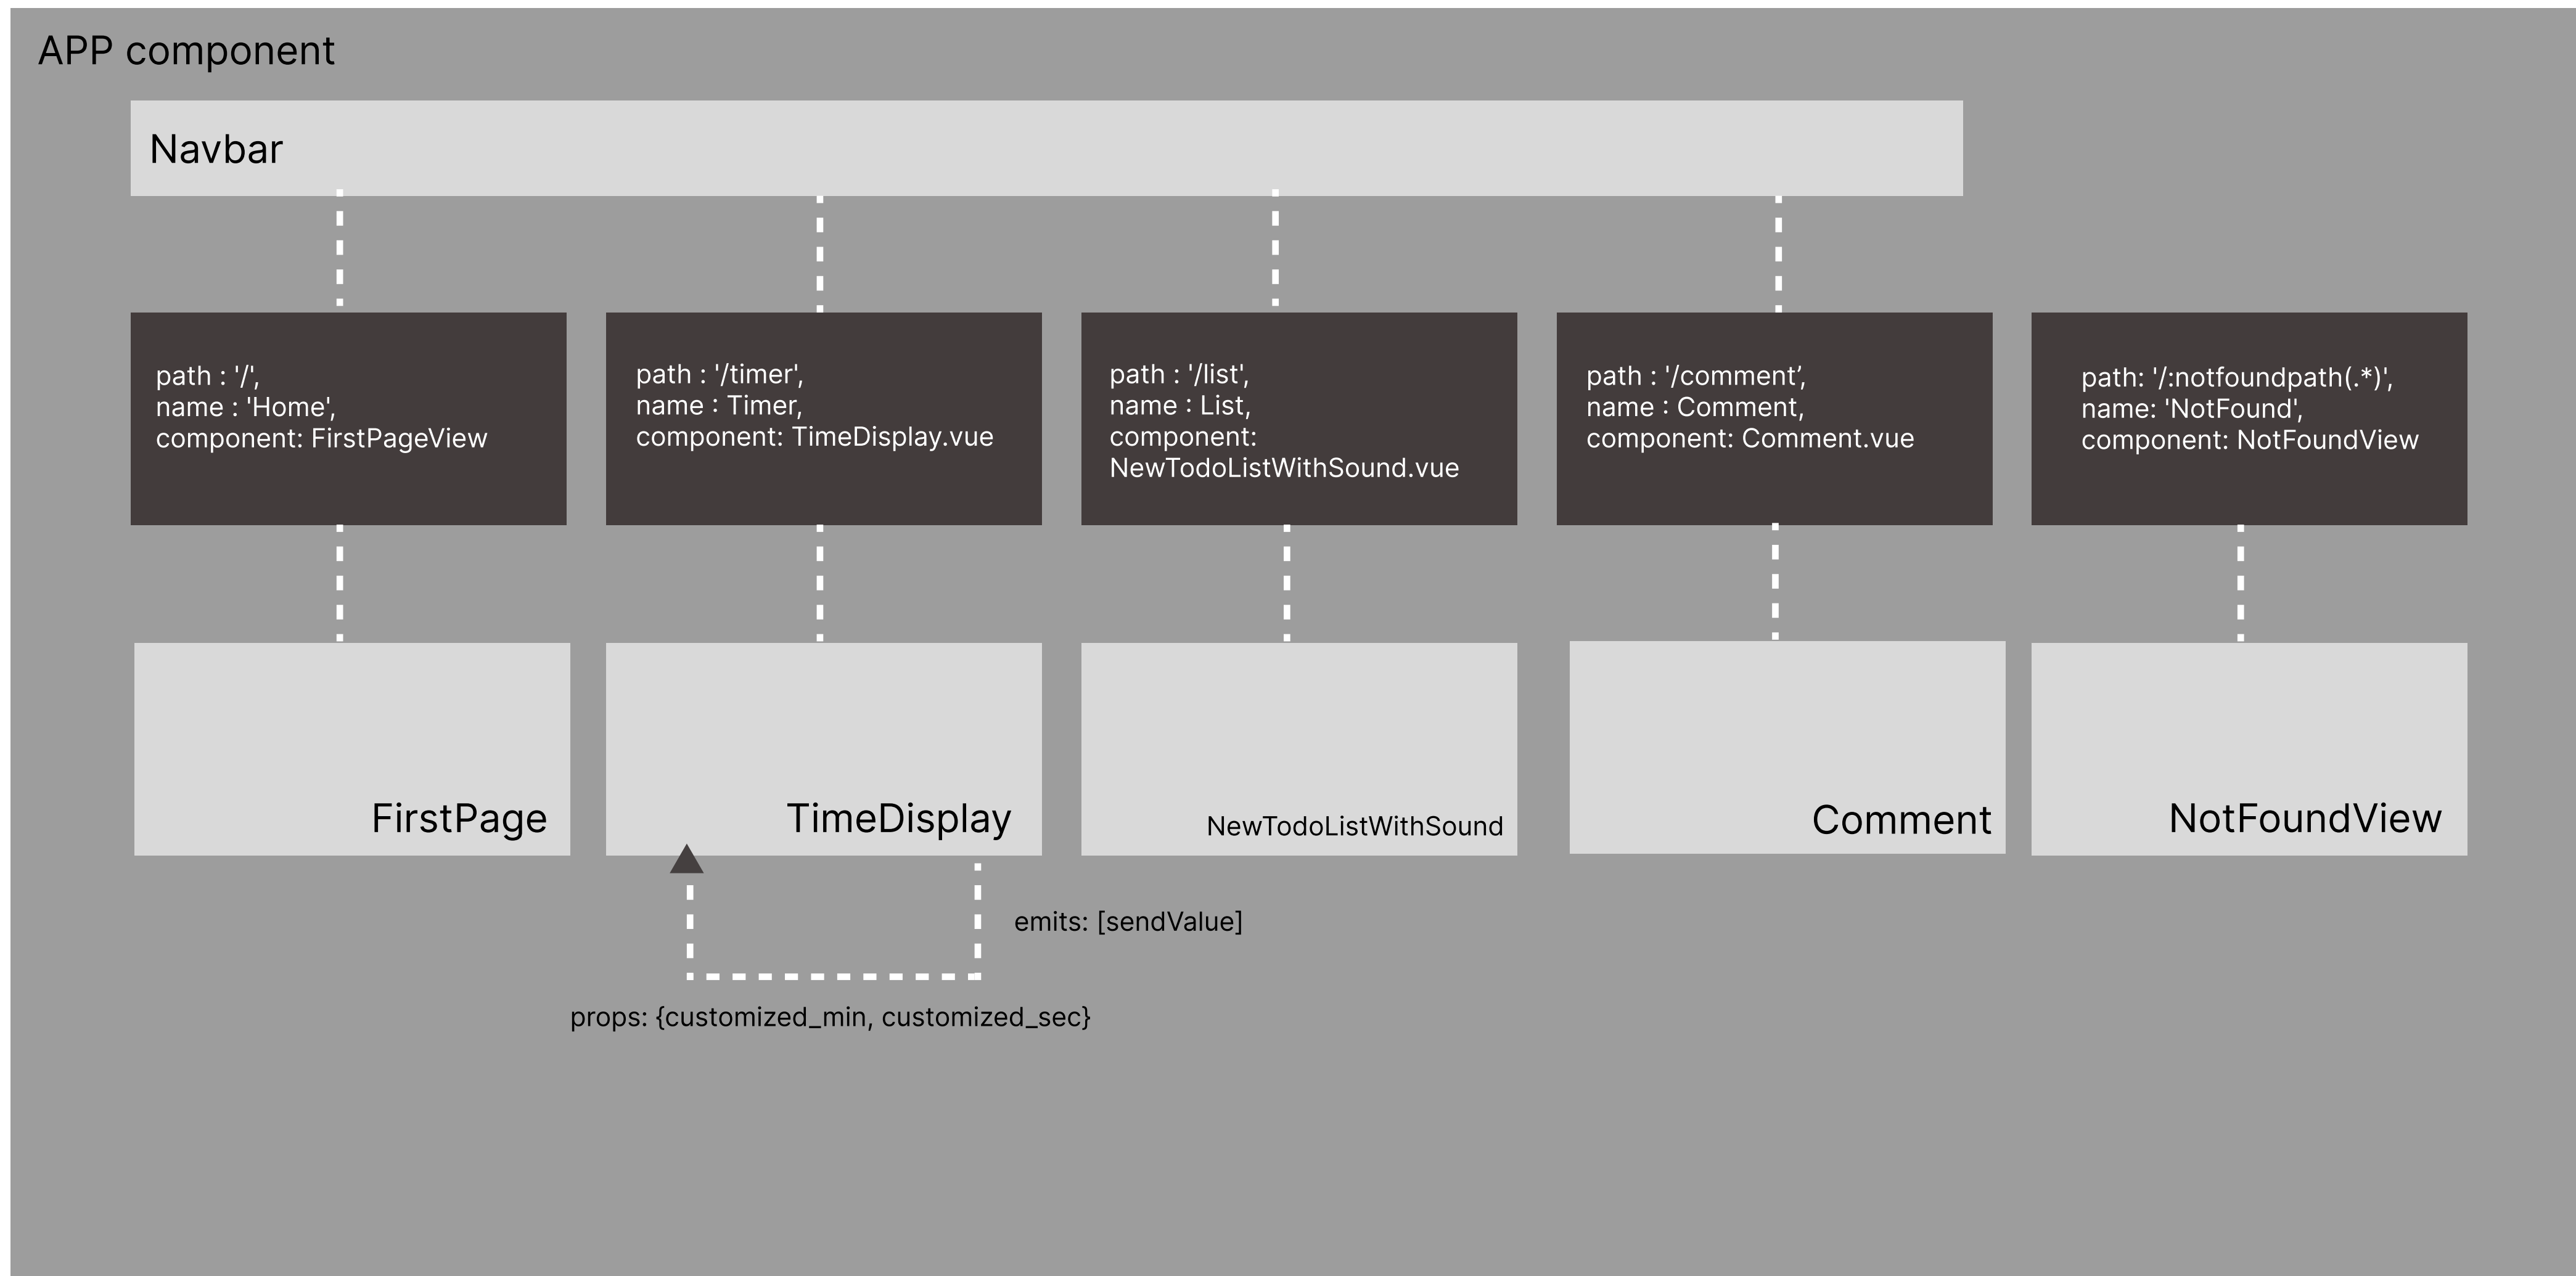 APP component
Navbar
path : '/',
name : 'Home',
component: FirstPageView
path : '/timer',
name : Timer,
component: TimeDisplay.vue
path : '/list',
name : List,
component:
NewTodoListWithSound.vue
path : '/comment’,
name : Comment,
component: Comment.vue
path: '/:notfoundpath(.*)',
name: 'NotFound',
component: NotFoundView
FirstPage
TimeDisplay
NewTodoListWithSound
Comment
NotFoundView
emits: [sendValue]
props: {customized_min, customized_sec}